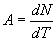 A = dN/dT